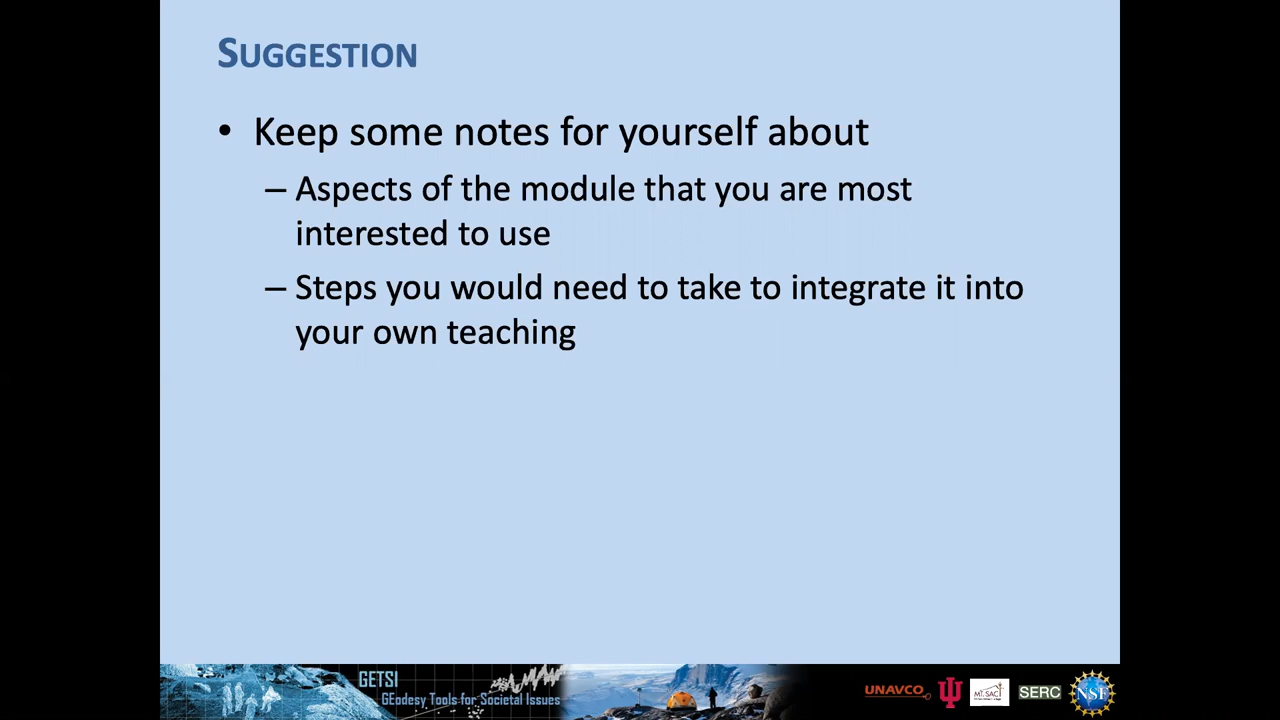 SUGGESTION
• Keep some notes for yourself about
– Aspects of the module that you are most
interested to use
– Steps you would need to take to integrate it into
your own teaching
GETSI
GEodesy Tools for Societal Issues
UNAVCO
MT. SAC
SERC
NSF